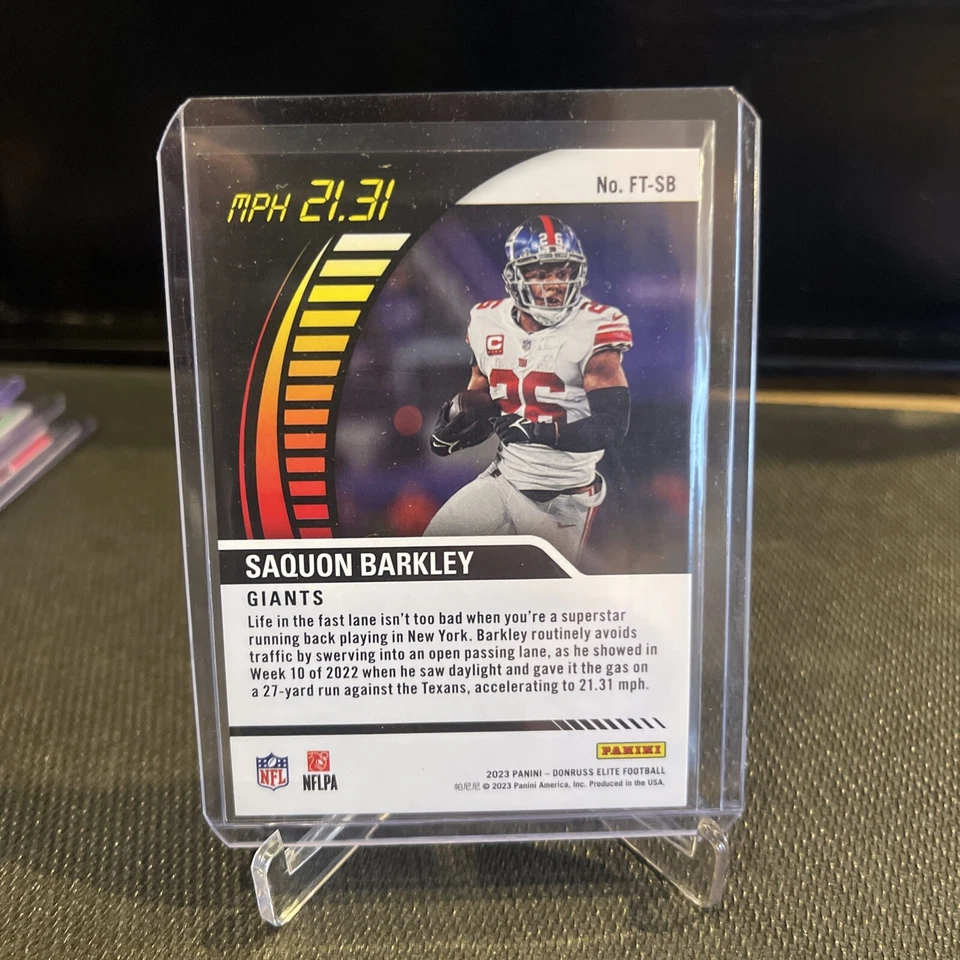 No. FT-SB
MPH 21.31
26
26
C
26
SAQUON BARKLEY
GIANTS
Life in the fast lane isn't too bad when you're a superstar
running back playing in New York. Barkley routinely avoids
traffic by swerving into an open passing lane, as he showed in
Week 10 of 2022 when he saw daylight and gave it the gas on
a 27-yard run against the Texans, accelerating to 21.31 mph.
PANINI
NFL
NFLPA
2023 PANINI – DONRUSS ELITE FOOTBALL
帕尼尼 © 2023 Panini America, Inc. Produced in the USA.